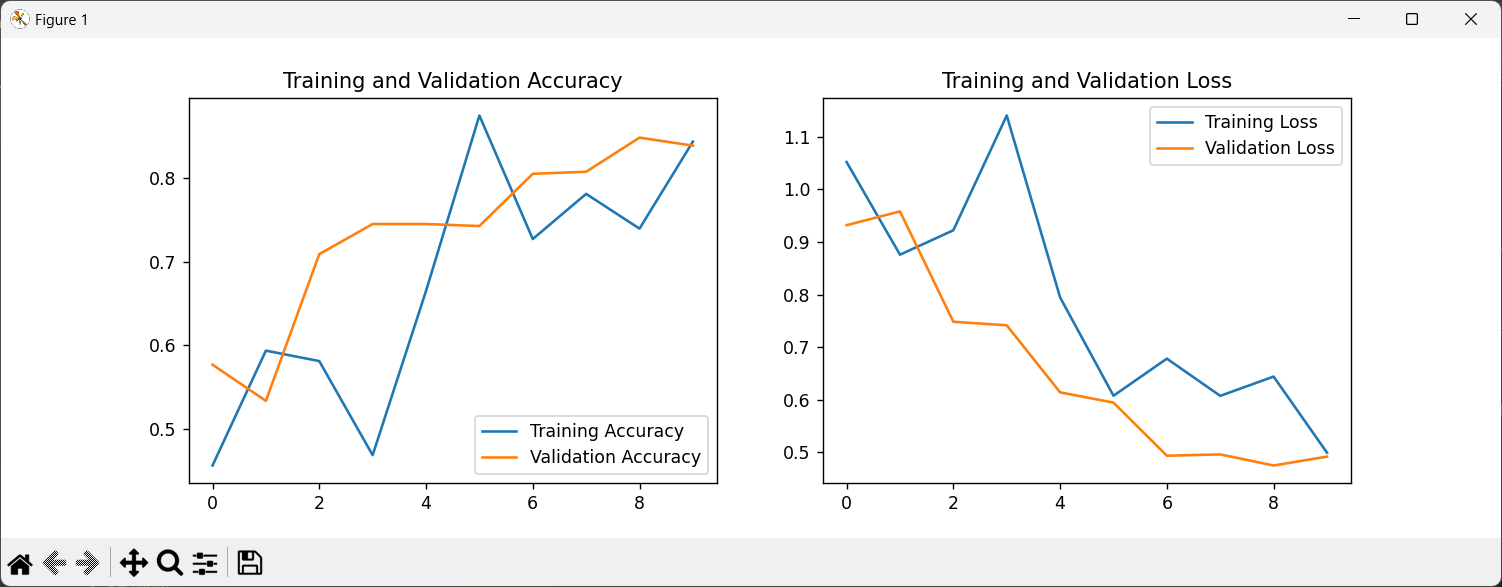 Figure 1
Training and Validation Accuracy
0.8
0.7
0.6
0.5
0 2 4 6 8
Training Accuracy
Validation Accuracy
Training and Validation Loss
1.1
1.0
0.9
0.8
0.7
0.6
0.5
0 2 4 6 8
Training Loss
Validation Loss